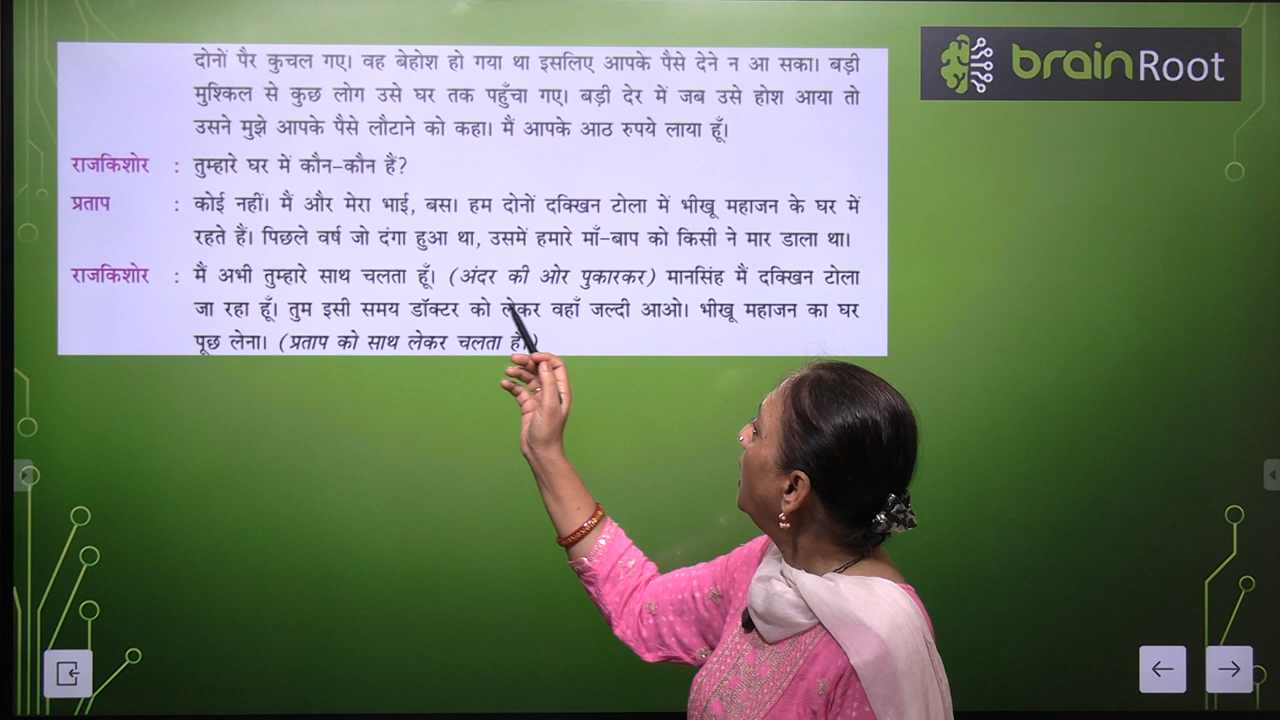 brainRoot
दोनों पैर कुचल गए। वह बेहोश हो गया था इसलिए आपके पैसे देने न आ सका। बड़ी
मुश्किल से कुछ लोग उसे घर तक पहुँचा गए। बड़ी देर में जब उसे होश आया तो
उसने मुझे आपके पैसे लौटाने को कहा। मैं आपके आठ रुपये लाया हूँ।
राजकिशोर : तुम्हारे घर में कौन-कौन हैं?
प्रताप : कोई नहीं। मैं और मेरा भाई, बस। हम दोनों दक्खिन टोला में भीखू महाजन के घर में
रहते हैं। पिछले वर्ष जो दंगा हुआ था, उसमें हमारे माँ-बाप को किसी ने मार डाला था।
राजकिशोर : मैं अभी तुम्हारे साथ चलता हूँ। (अंदर की ओर पुकारकर) मानसिंह मैं दक्खिन टोला
जा रहा हूँ। तुम इसी समय डॉक्टर को लेकर वहाँ जल्दी आओ। भीखू महाजन का घर
पूछ लेना। (प्रताप को साथ लेकर चलता है।)